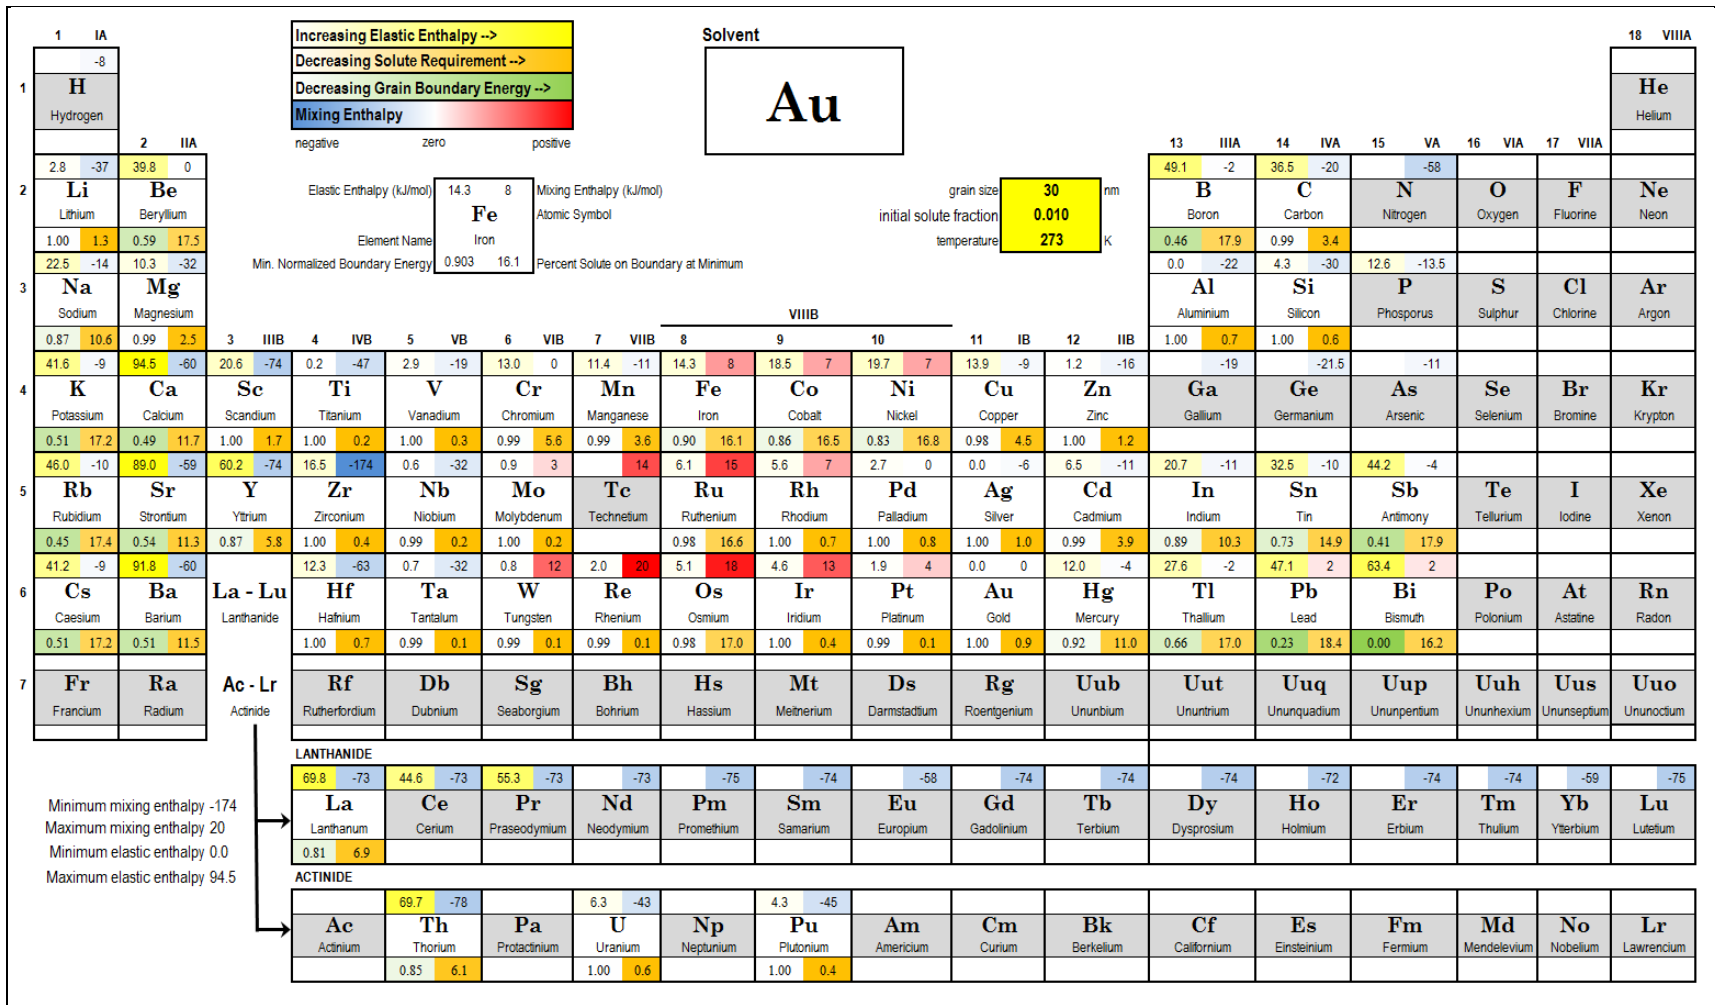 1 IA
Increasing Elastic Enthalpy -->
Solvent
18 VIIIA
-8
Decreasing Solute Requirement -->
1 H
Decreasing Grain Boundary Energy -->
Au
He
Hydrogen
Mixing Enthalpy
Helium
2 IIA
negative zero positive
13 IIIA 14 IVA 15 VA 16 VIA 17 VIIA
2.8 -37 39.8 0
49.1 -2 36.5 -20 -58
2 Li Be
Elastic Enthalpy (kJ/mol) 14.3 8 Mixing Enthalpy (kJ/mol)
grain size 30 nm
B C N O F Ne
Lithium Beryllium
Fe Atomic Symbol
initial solute fraction 0.010
Boron Carbon Nitrogen Oxygen Fluorine Neon
1.00 1.3 0.59 17.5
Element Name Iron
temperature 273 K
0.46 17.9 0.99 3.4
22.5 -14 10.3 -32
Min. Normalized Boundary Energy 0.903 16.1 Percent Solute on Boundary at Minimum
0.0 -22 4.3 -30 12.6 -13.5
3 Na Mg Al Si P S Cl Ar
Sodium Magnesium Aluminium Silicon Phosporus Sulphur Chlorine Argon
VIIIB
0.87 10.6 0.99 2.5 3 IIIB 4 IVB 5 VB 6 VIB 7 VIIB 8 9 10 11 IB 12 IIB 1.00 0.7 1.00 0.6
41.6 -9 94.5 -60 20.6 -74 0.2 -47 2.9 -19 13.0 0 11.4 -11 14.3 8 18.5 7 19.7 7 13.9 -9 1.2 -16 -19 -21.5 -11
4 K Ca Sc Ti V Cr Mn Fe Co Ni Cu Zn Ga Ge As Se Br Kr
Potassium Calcium Scandium Titanium Vanadium Chromium Manganese Iron Cobalt Nickel Copper Zinc Gallium Germanium Arsenic Selenium Bromine Krypton
0.51 17.2 0.49 11.7 1.00 1.7 1.00 0.2 1.00 0.3 0.99 5.6 0.99 3.6 0.90 16.1 0.86 16.5 0.83 16.8 0.98 4.5 1.00 1.2
46.0 -10 89.0 -59 60.2 -74 16.5 -174 0.6 -32 0.9 3 14 6.1 15 5.6 7 2.7 0 0.0 -6 6.5 -11 20.7 -11 32.5 -10 44.2 -4
5 Rb Sr Y Zr Nb Mo Tc Ru Rh Pd Ag Cd In Sn Sb Te I Xe
Rubidium Strontium Yttrium Zirconium Niobium Molybdenum Technetium Ruthenium Rhodium Palladium Silver Cadmium Indium Tin Antimony Tellurium Iodine Xenon
0.45 17.4 0.54 11.3 0.87 5.8 1.00 0.4 0.99 0.2 1.00 0.2 0.98 16.6 1.00 0.7 1.00 0.8 1.00 1.0 0.99 3.9 0.89 10.3 0.73 14.9 0.41 17.9
41.2 -9 91.8 -60 12.3 -63 0.7 -32 0.8 12 2.0 20 5.1 18 4.6 13 1.9 4 0.0 0 12.0 -4 27.6 -2 47.1 2 63.4 2
6 Cs Ba La - Lu Hf Ta W Re Os Ir Pt Au Hg Tl Pb Bi Po At Rn
Caesium Barium Lanthanide Hafnium Tantalum Tungsten Rhenium Osmium Iridium Platinum Gold Mercury Thallium Lead Bismuth Polonium Astatine Radon
0.51 17.2 0.51 11.5 1.00 0.7 0.99 0.1 0.99 0.1 0.99 0.1 0.98 17.0 1.00 0.4 0.99 0.1 1.00 0.9 0.92 11.0 0.66 17.0 0.23 18.4 0.00 16.2
7 Fr Ra Ac - Lr Rf Db Sg Bh Hs Mt Ds Rg Uub Uut Uuq Uup Uuh Uus Uuo
Francium Radium Actinide Rutherfordium Dubnium Seaborgium Bohrium Hassium Meitnerium Darmstadtium Roentgenium Ununbium Ununtrium Ununquadium Ununpentium Ununhexium Ununseptium Ununoctium
LANTHANIDE
69.8 -73 44.6 -73 55.3 -73 -73 -75 -74 -58 -74 -74 -74 -72 -74 -74 -59 -75
Minimum mixing enthalpy -174
La Ce Pr Nd Pm Sm Eu Gd Tb Dy Ho Er Tm Yb Lu
Maximum mixing enthalpy 20
Lanthanum Cerium Praseodymium Neodymium Promethium Samarium Europium Gadolinium Terbium Dysprosium Holmium Erbium Thulium Ytterbium Lutetium
Minimum elastic enthalpy 0.0
0.81 6.9
Maximum elastic enthalpy 94.5
ACTINIDE
69.7 -78 6.3 -43 4.3 -45
Ac Th Pa U Np Pu Am Cm Bk Cf Es Fm Md No Lr
Actinium Thorium Protactinium Uranium Neptunium Plutonium Americium Curium Berkelium Californium Einsteinium Fermium Mendelevium Nobelium Lawrencium
0.85 6.1 1.00 0.6 1.00 0.4